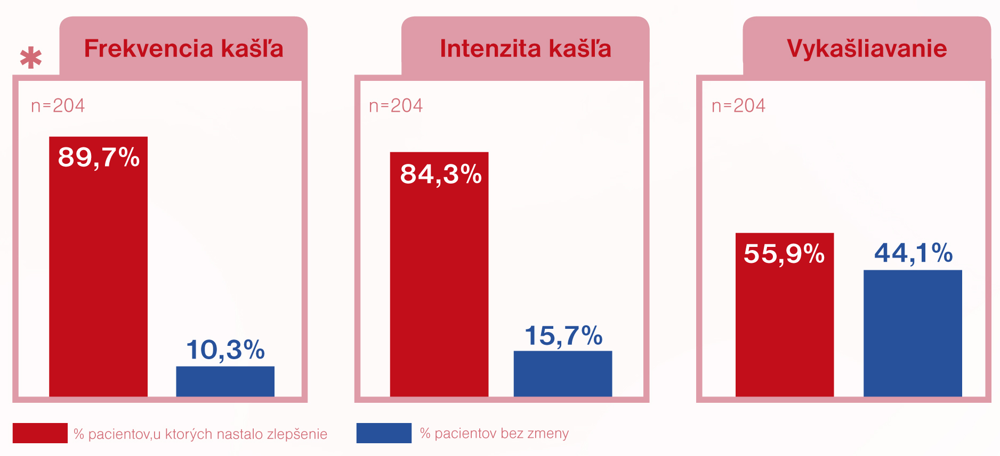 *
Frekvencia kašľa
n=204
89,7%
10,3%
Intenzita kašľa
n=204
84,3%
15,7%
Vykašliavanie
n=204
55,9%
44,1%
% pacientov,u ktorých nastalo zlepšenie
% pacientov bez zmeny